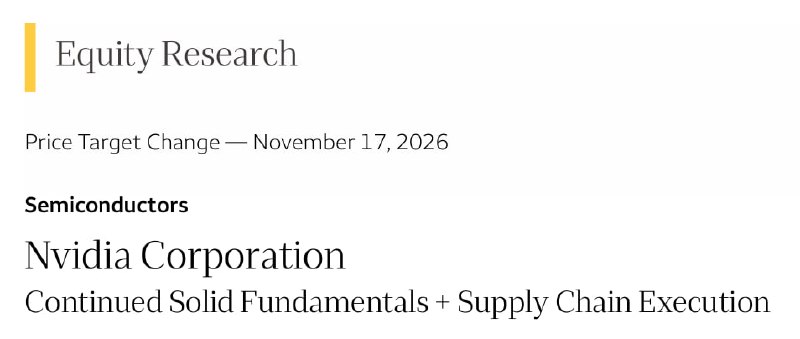 Equity Research
Price Target Change — November 17, 2026
Semiconductors
Nvidia Corporation
Continued Solid Fundamentals + Supply Chain Execution